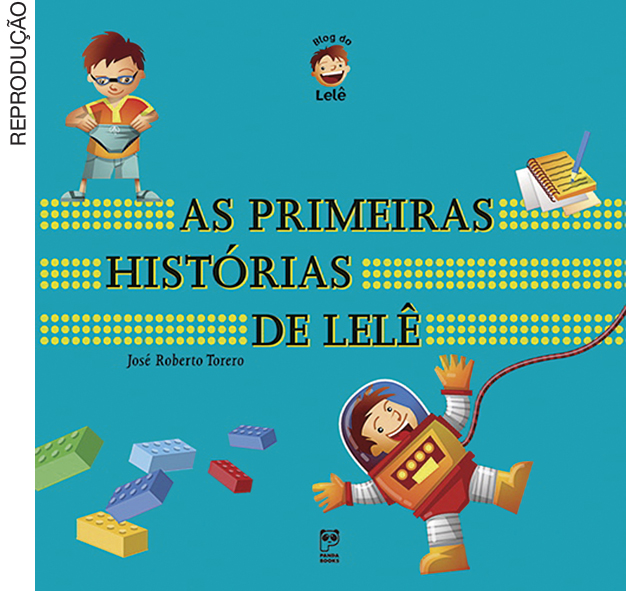 REPRODUÇÃO
Blog do
Lelê
AS PRIMEIRAS
HISTÓRIAS
DE LELÊ
José Roberto Torero
PANDA
BOOKS